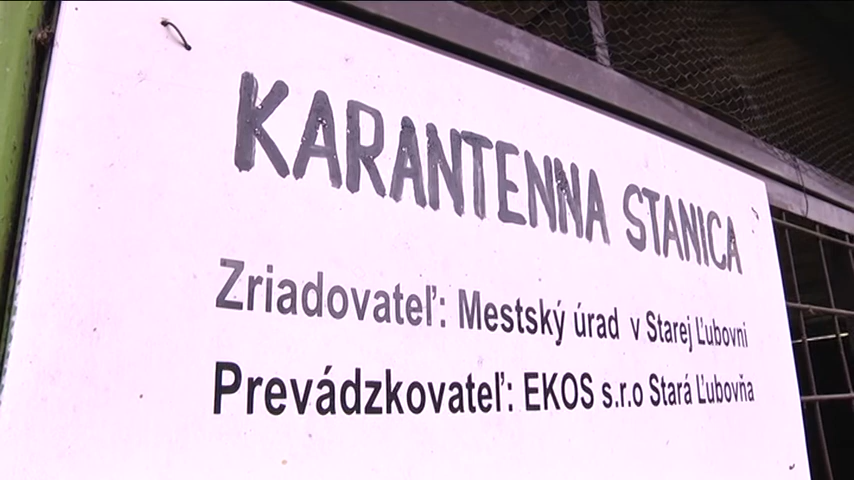 KARANTENNA STANICA
Zriadovateľ: Mestský úrad v Starej Ľubovni
Prevádzkovateľ: EKOS s.r.o Stará Ľubovňa